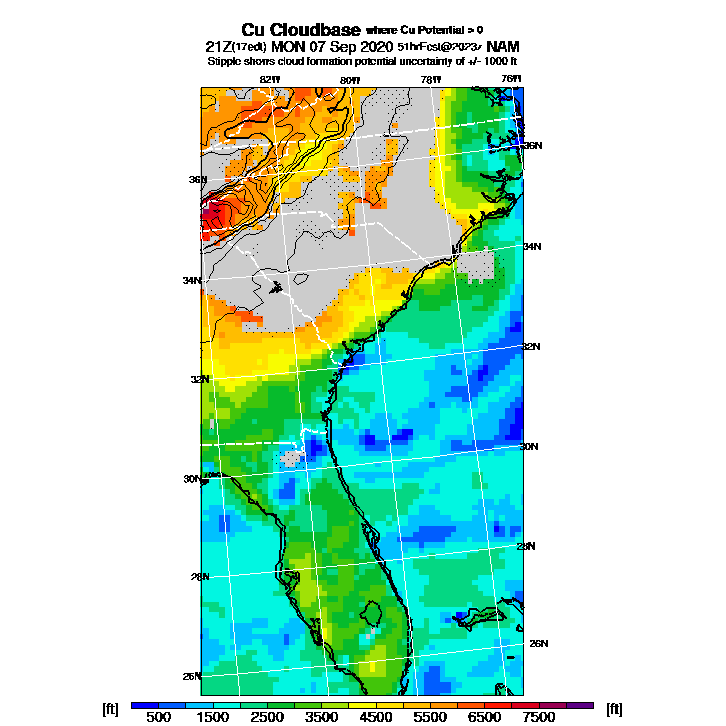 Cu Cloudbase where Cu Potential > 0
21Z(17edt) MON 07 Sep 2020 51hrFcst@2023z NAM
Stipple shows cloud formation potential uncertainty of +/- 1000 ft
82W 80W 78W 76W
36N
36N
34N
34N
32N
32N
30N
30N
28N
28N
26N
26N
[ft] [ft]
500 1500 2500 3500 4500 5500 6500 7500